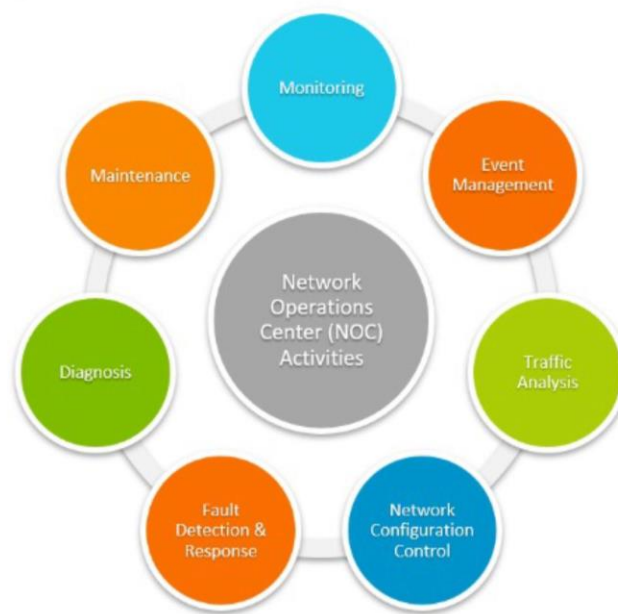 Monitoring
Event
Management
Traffic
Analysis
Network
Configuration
Control
Fault
Detection &
Response
Diagnosis
Maintenance
Network
Operations
Center (NOC)
Activities